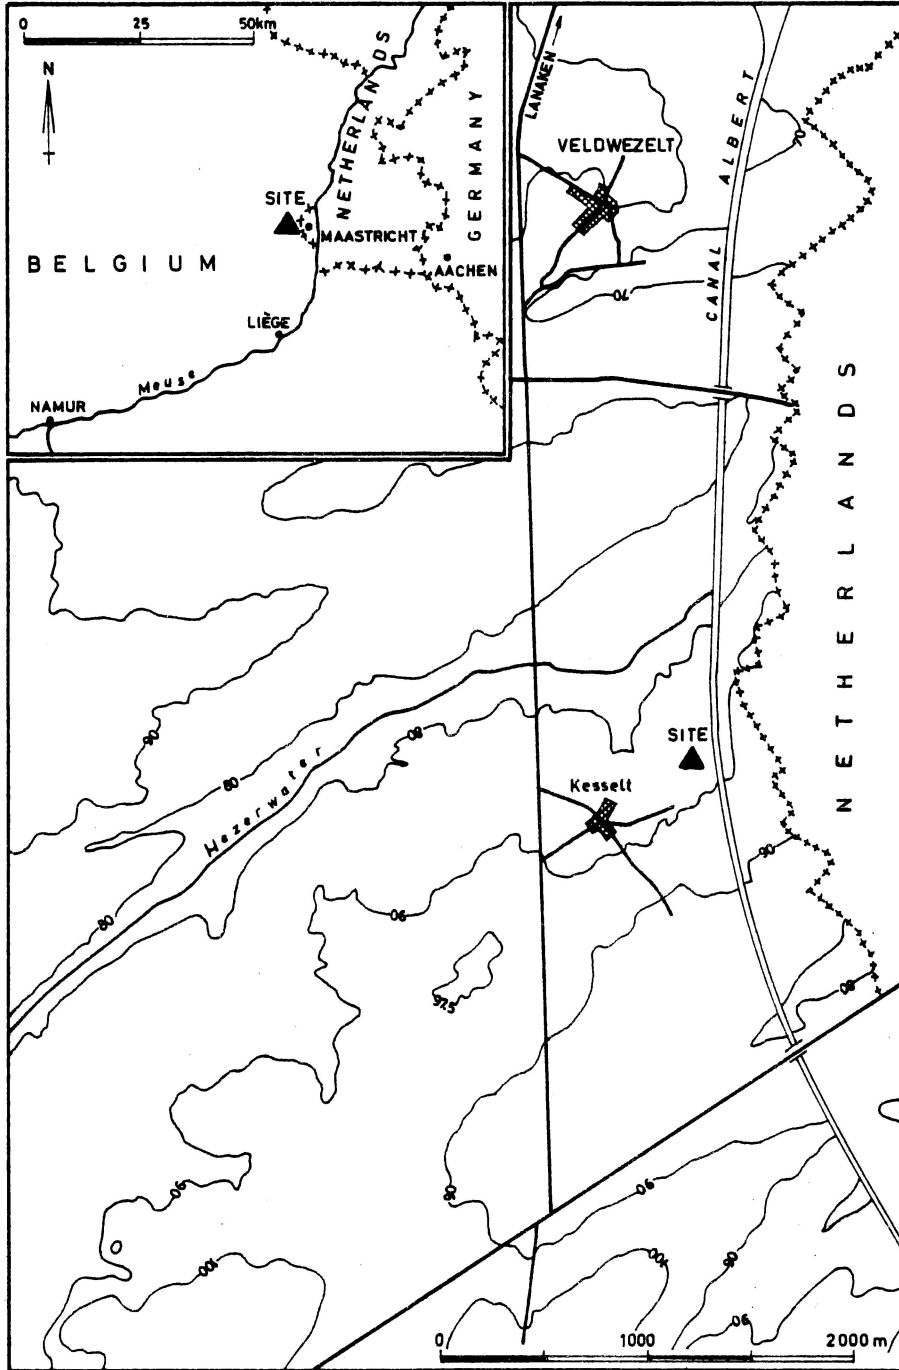 0 25 50km
N
NETHERLANDS
GERMANY
SITE
MAASTRICHT
BELGIUM
AACHEN
LIÈGE
Meuse
NAMUR
LANAKEN
VELDWEZELT
CANAL ALBERT
70
70
NETHERLANDS
90
80
80
Hezerwater
SITE
Kesselt
90
80
90
97.5
80
90
90
90
100
100
90
90
0 1000 2000 m